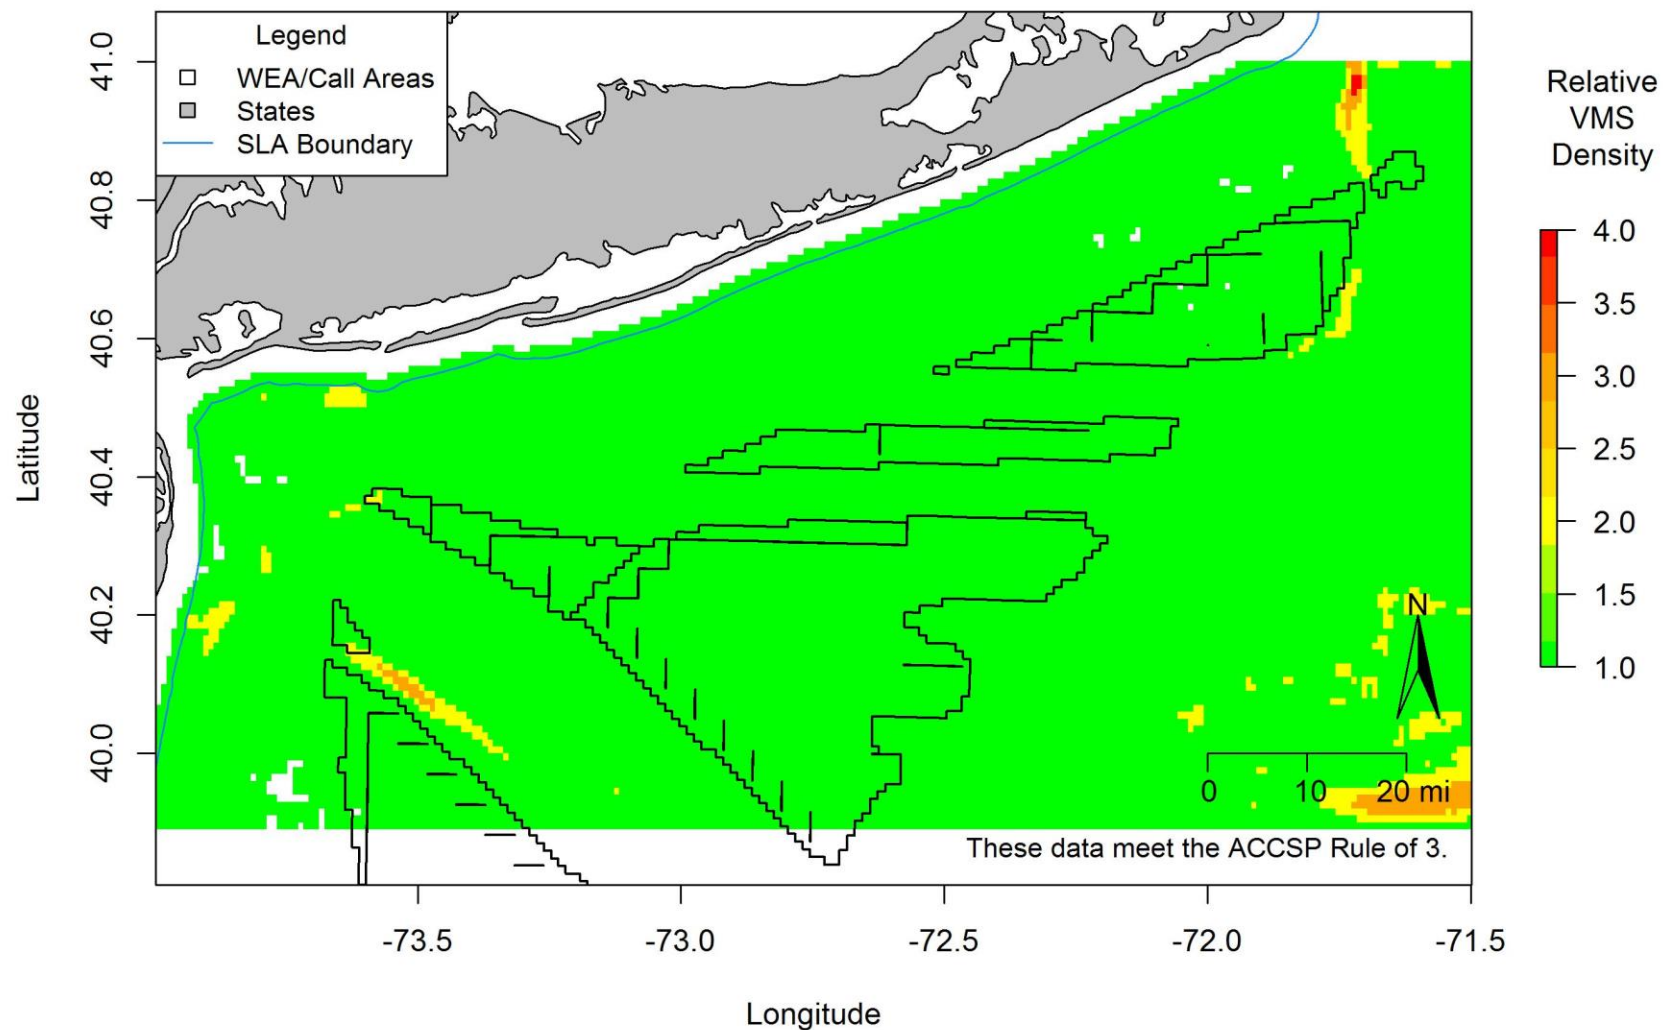 Legend
WEA/Call Areas
States
SLA Boundary
Relative
VMS
Density
4.0
3.5
3.0
2.5
2.0
1.5
1.0
41.0
40.8
40.6
40.4
40.2
40.0
Latitude
N
0 10 20 mi
These data meet the ACCSP Rule of 3.
-73.5 -73.0 -72.5 -72.0 -71.5
Longitude